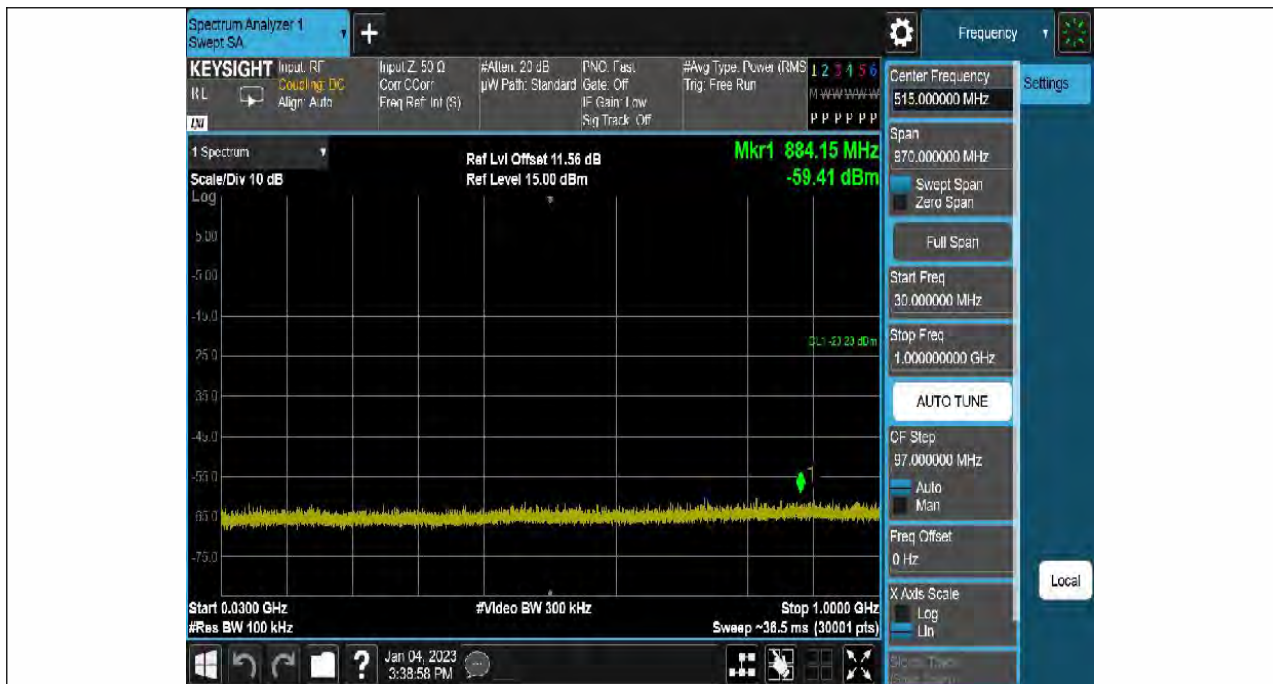 Spectrum Analyzer 1
Swept SA
+
Frequency
KEYSIGHT
RL
LXI
Input: RF
Coupling: DC
Align: Auto
Input Z: 50 Ω
Corr CCorr
Freq Ref: Int (S)
#Atten: 20 dB
µW Path: Standard
PNO: Fast
Gate: Off
IF Gain: Low
Sig Track: Off
#Avg Type: Power (RMS
Trig: Free Run
1 2 3 4 5 6
M W W W W W
P P P P P P
1 Spectrum
Scale/Div 10 dB
Log
Ref Lvl Offset 11.56 dB
Ref Level 15.00 dBm
Mkr1 884.15 MHz
-59.41 dBm
5.00
-5.00
-15.0
-25.0
-35.0
-45.0
-55.0
-65.0
-75.0
1
Start 0.0300 GHz
#Res BW 100 kHz
#Video BW 300 kHz
Stop 1.0000 GHz
Sweep ~36.5 ms (30001 pts)
?
Jan 04, 2023
3:38:58 PM
Center Frequency
515.000000 MHz
Span
970.000000 MHz
Swept Span
Zero Span
Full Span
Start Freq
30.000000 MHz
Stop Freq
1.000000000 GHz
AUTO TUNE
CF Step
97.000000 MHz
Auto
Man
Freq Offset
0 Hz
X Axis Scale
Log
Lin
Settings
Local